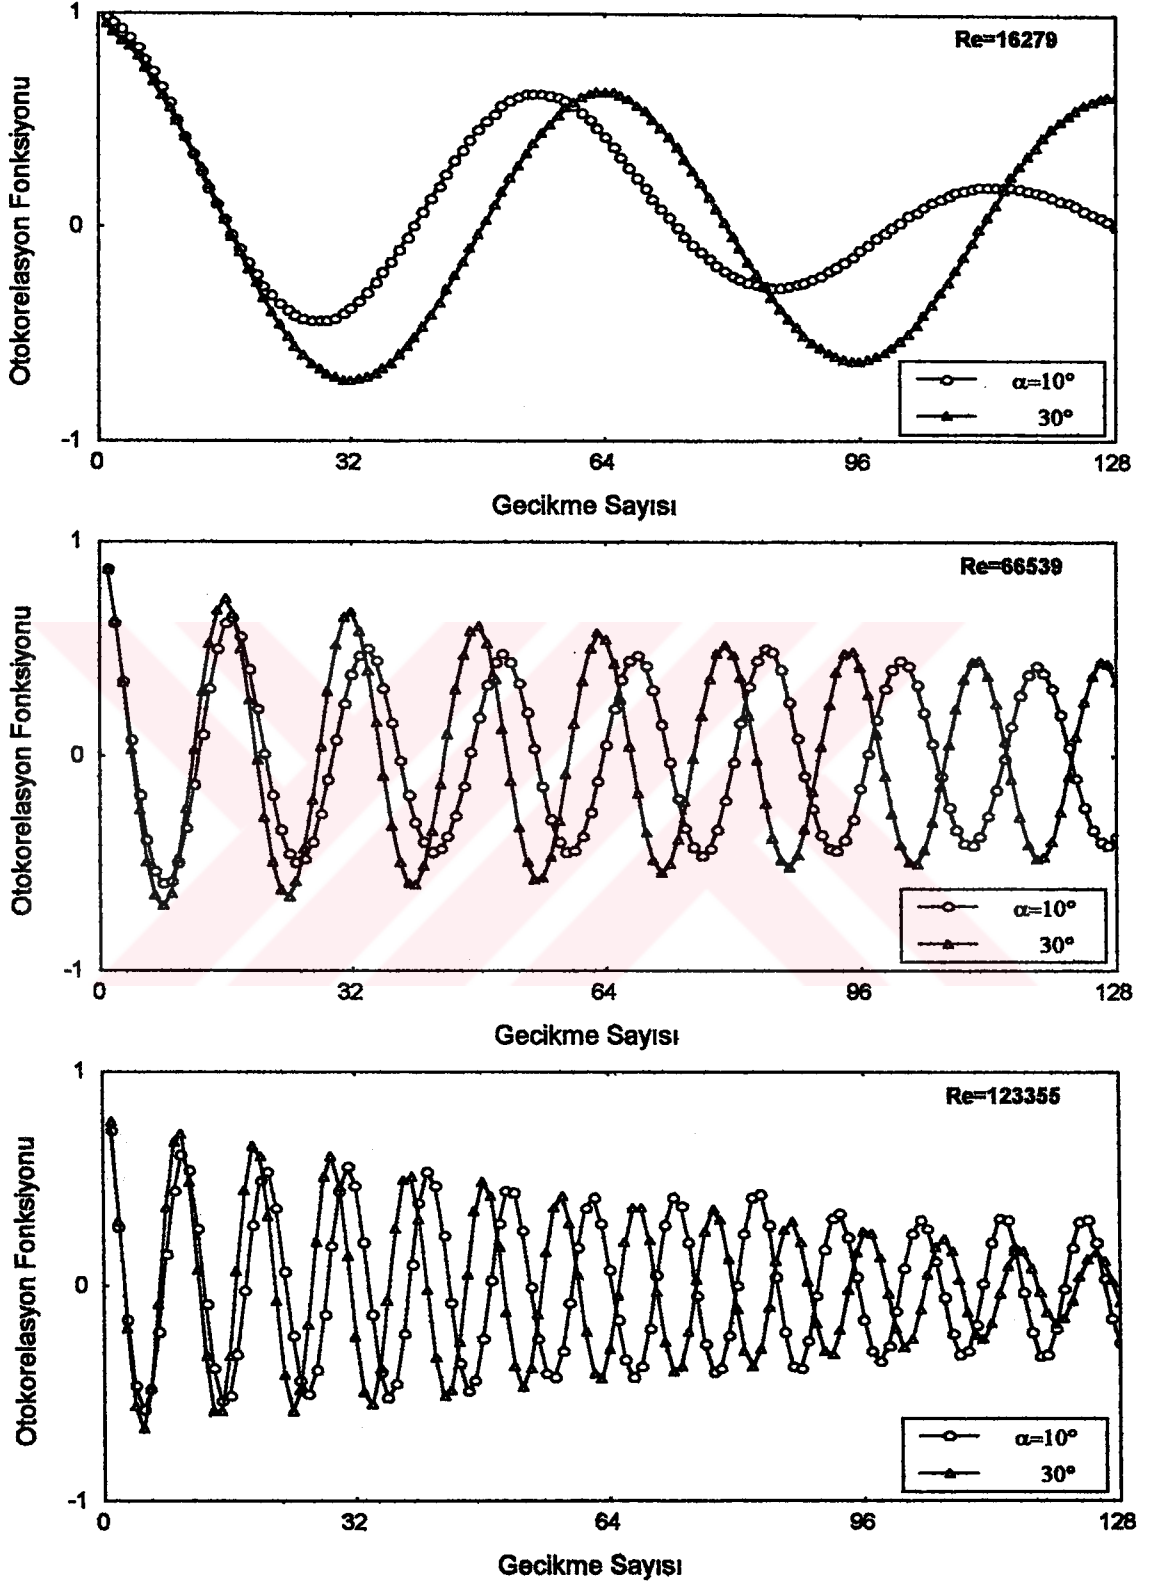 1
Re=16279
Otokorelasyon Fonksiyonu
0
α=10°
30°
-1
0 32 64 96 128
Gecikme Sayısı
1
Re=66539
Otokorelasyon Fonksiyonu
0
α=10°
30°
-1
0 32 64 96 128
Gecikme Sayısı
1
Re=123355
Otokorelasyon Fonksiyonu
0
α=10°
30°
-1
0 32 64 96 128
Gecikme Sayısı